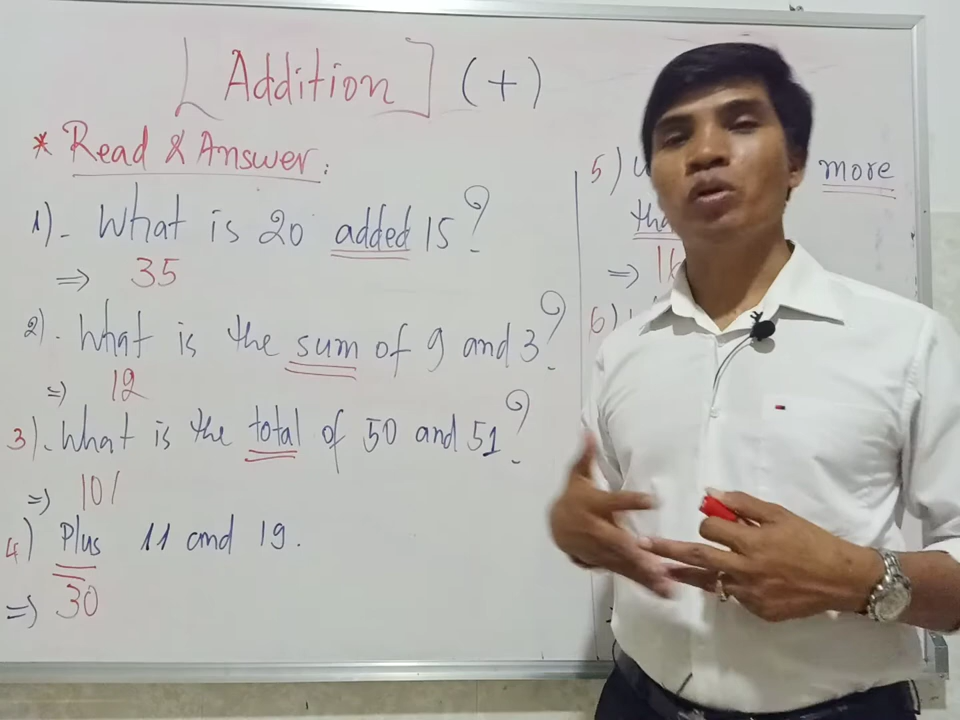 [Addition] (+)
* Read & Answer:
1). What is 20 added 15?
⇒ 35
2). What is the sum of 9 and 3?
⇒ 12
3). What is the total of 50 and 51?
⇒ 101
4) Plus 11 and 19.
⇒ 30
5) more
⇒
6)